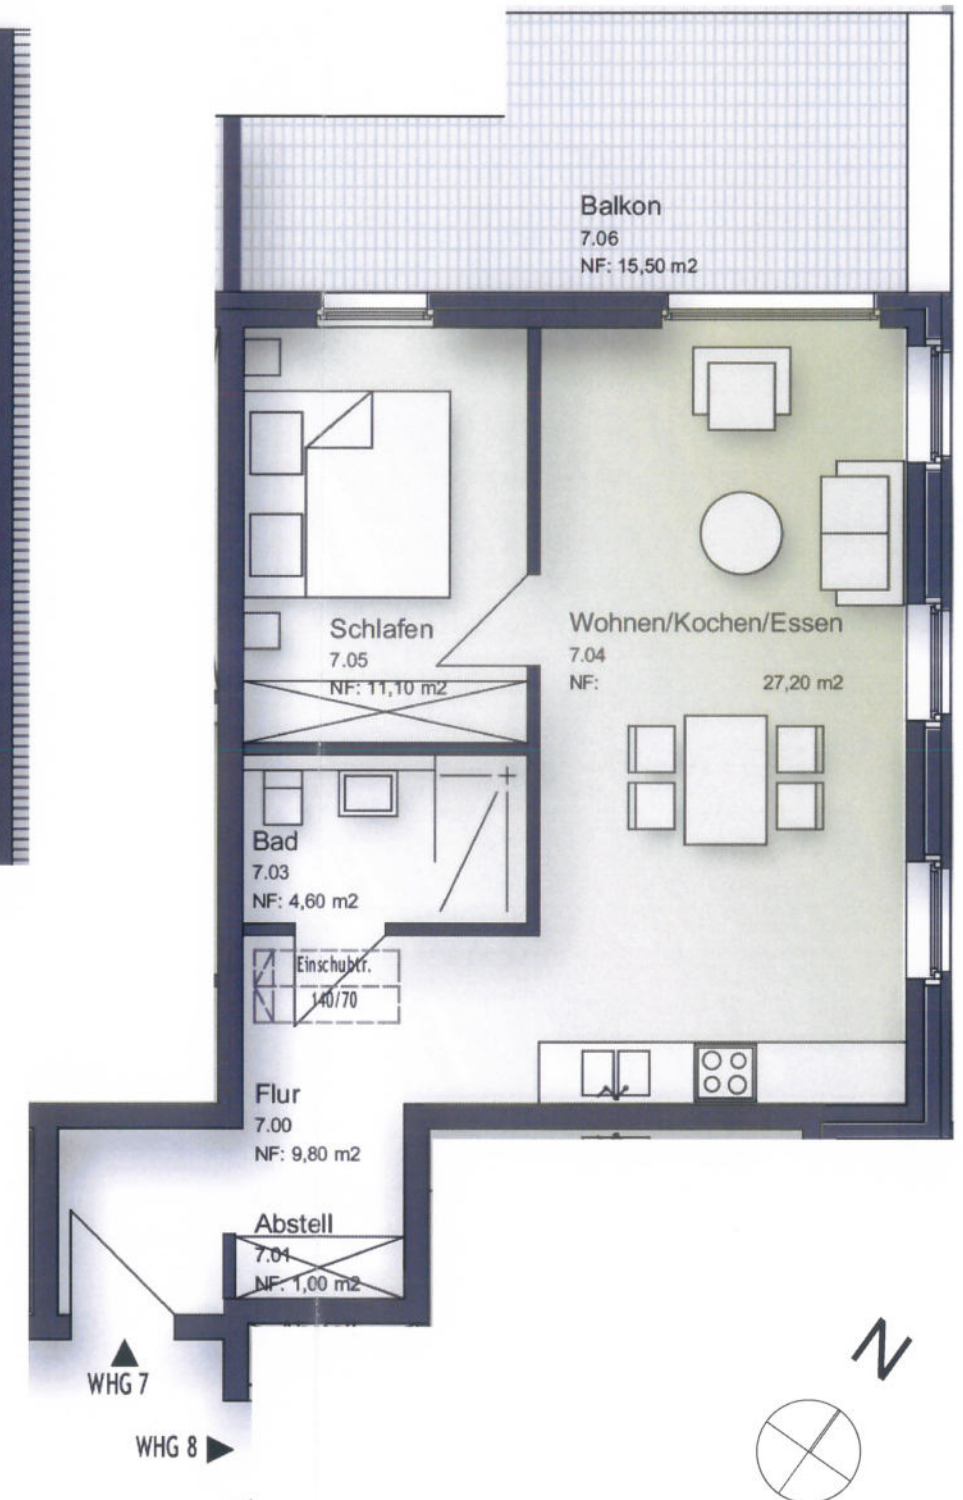 Balkon
7.06
NF: 15,50 m2
Schlafen
7.05
NF: 11,10 m2
Wohnen/Kochen/Essen
7.04
NF: 27,20 m2
Bad
7.03
NF: 4,60 m2
Einschubtr.
140/70
Flur
7.00
NF: 9,80 m2
Abstell
7.01
NF: 1,00 m2
WHG 7
WHG 8
N